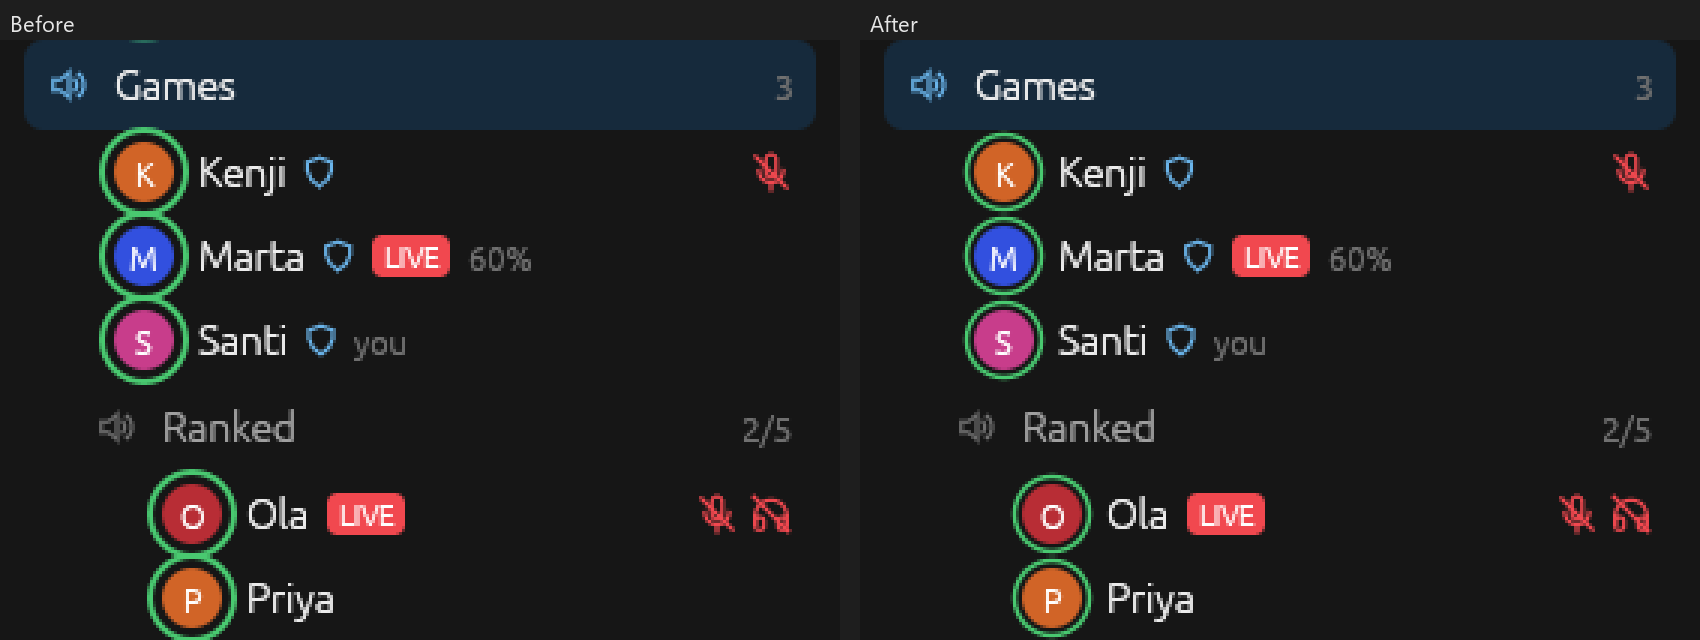 Before
Games 3
K Kenji
M Marta LIVE 60%
S Santi you
Ranked 2/5
O Ola LIVE
P Priya
After
Games 3
K Kenji
M Marta LIVE 60%
S Santi you
Ranked 2/5
O Ola LIVE
P Priya